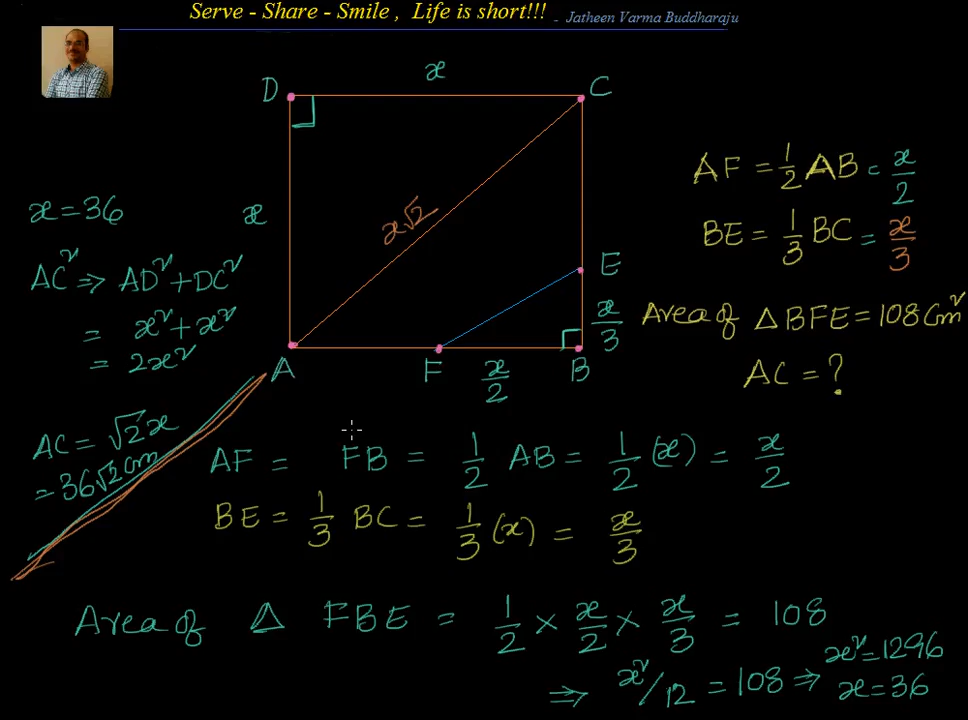 Serve - Share - Smile , Life is short!!! - Jatheen Varma Buddharaju
D x C
x = 36
x
x√2
AF = 1/2 AB = x/2
BE = 1/3 BC = x/3
AC² ⇒ AD² + DC²
= x² + x²
= 2x²
E
x/3
Area of △ BFE = 108 Cm²
A F x/2 B
AC = ?
AC = √2 x
= 36√2 cm
AF = FB = 1/2 AB = 1/2 (x) = x/2
BE = 1/3 BC = 1/3 (x) = x/3
Area of △ FBE = 1/2 × x/2 × x/3 = 108
⇒ x²/12 = 108 ⇒ x² = 1296
x = 36